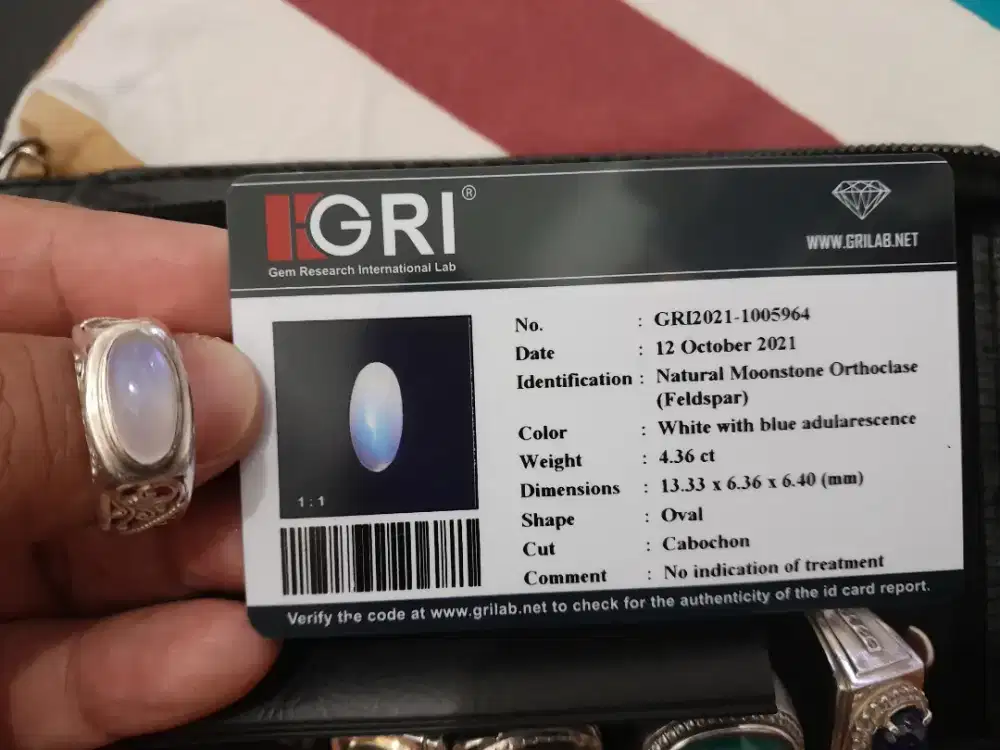 GRI®
Gem Research International Lab
WWW.GRILAB.NET
No. : GRI2021-1005964
Date : 12 October 2021
Identification : Natural Moonstone Orthoclase
(Feldspar)
Color : White with blue adularescence
Weight : 4.36 ct
Dimensions : 13.33 x 6.36 x 6.40 (mm)
Shape : Oval
Cut : Cabochon
Comment : No indication of treatment
1 : 1
Verify the code at www.grilab.net to check for the authenticity of the id card report.